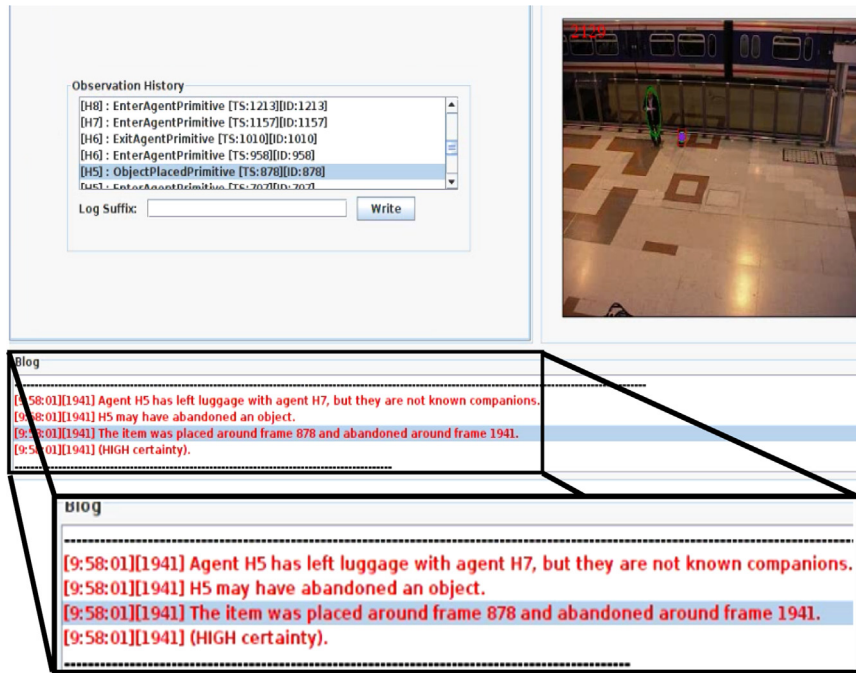 2129
Observation History
[H8] : EnterAgentPrimitive [TS:1213][ID:1213]
[H7] : EnterAgentPrimitive [TS:1157][ID:1157]
[H6] : ExitAgentPrimitive [TS:1010][ID:1010]
[H6] : EnterAgentPrimitive [TS:958][ID:958]
[H5] : ObjectPlacedPrimitive [TS:878][ID:878]
[H5] : EnterAgentPrimitive [TS:707][ID:707]
Log Suffix:
Write
Blog
[9:58:01][1941] Agent H5 has left luggage with agent H7, but they are not known companions.
[9:58:01][1941] H5 may have abandoned an object.
[9:58:01][1941] The item was placed around frame 878 and abandoned around frame 1941.
[9:58:01][1941] (HIGH certainty).
Blog
[9:58:01][1941] Agent H5 has left luggage with agent H7, but they are not known companions.
[9:58:01][1941] H5 may have abandoned an object.
[9:58:01][1941] The item was placed around frame 878 and abandoned around frame 1941.
[9:58:01][1941] (HIGH certainty).